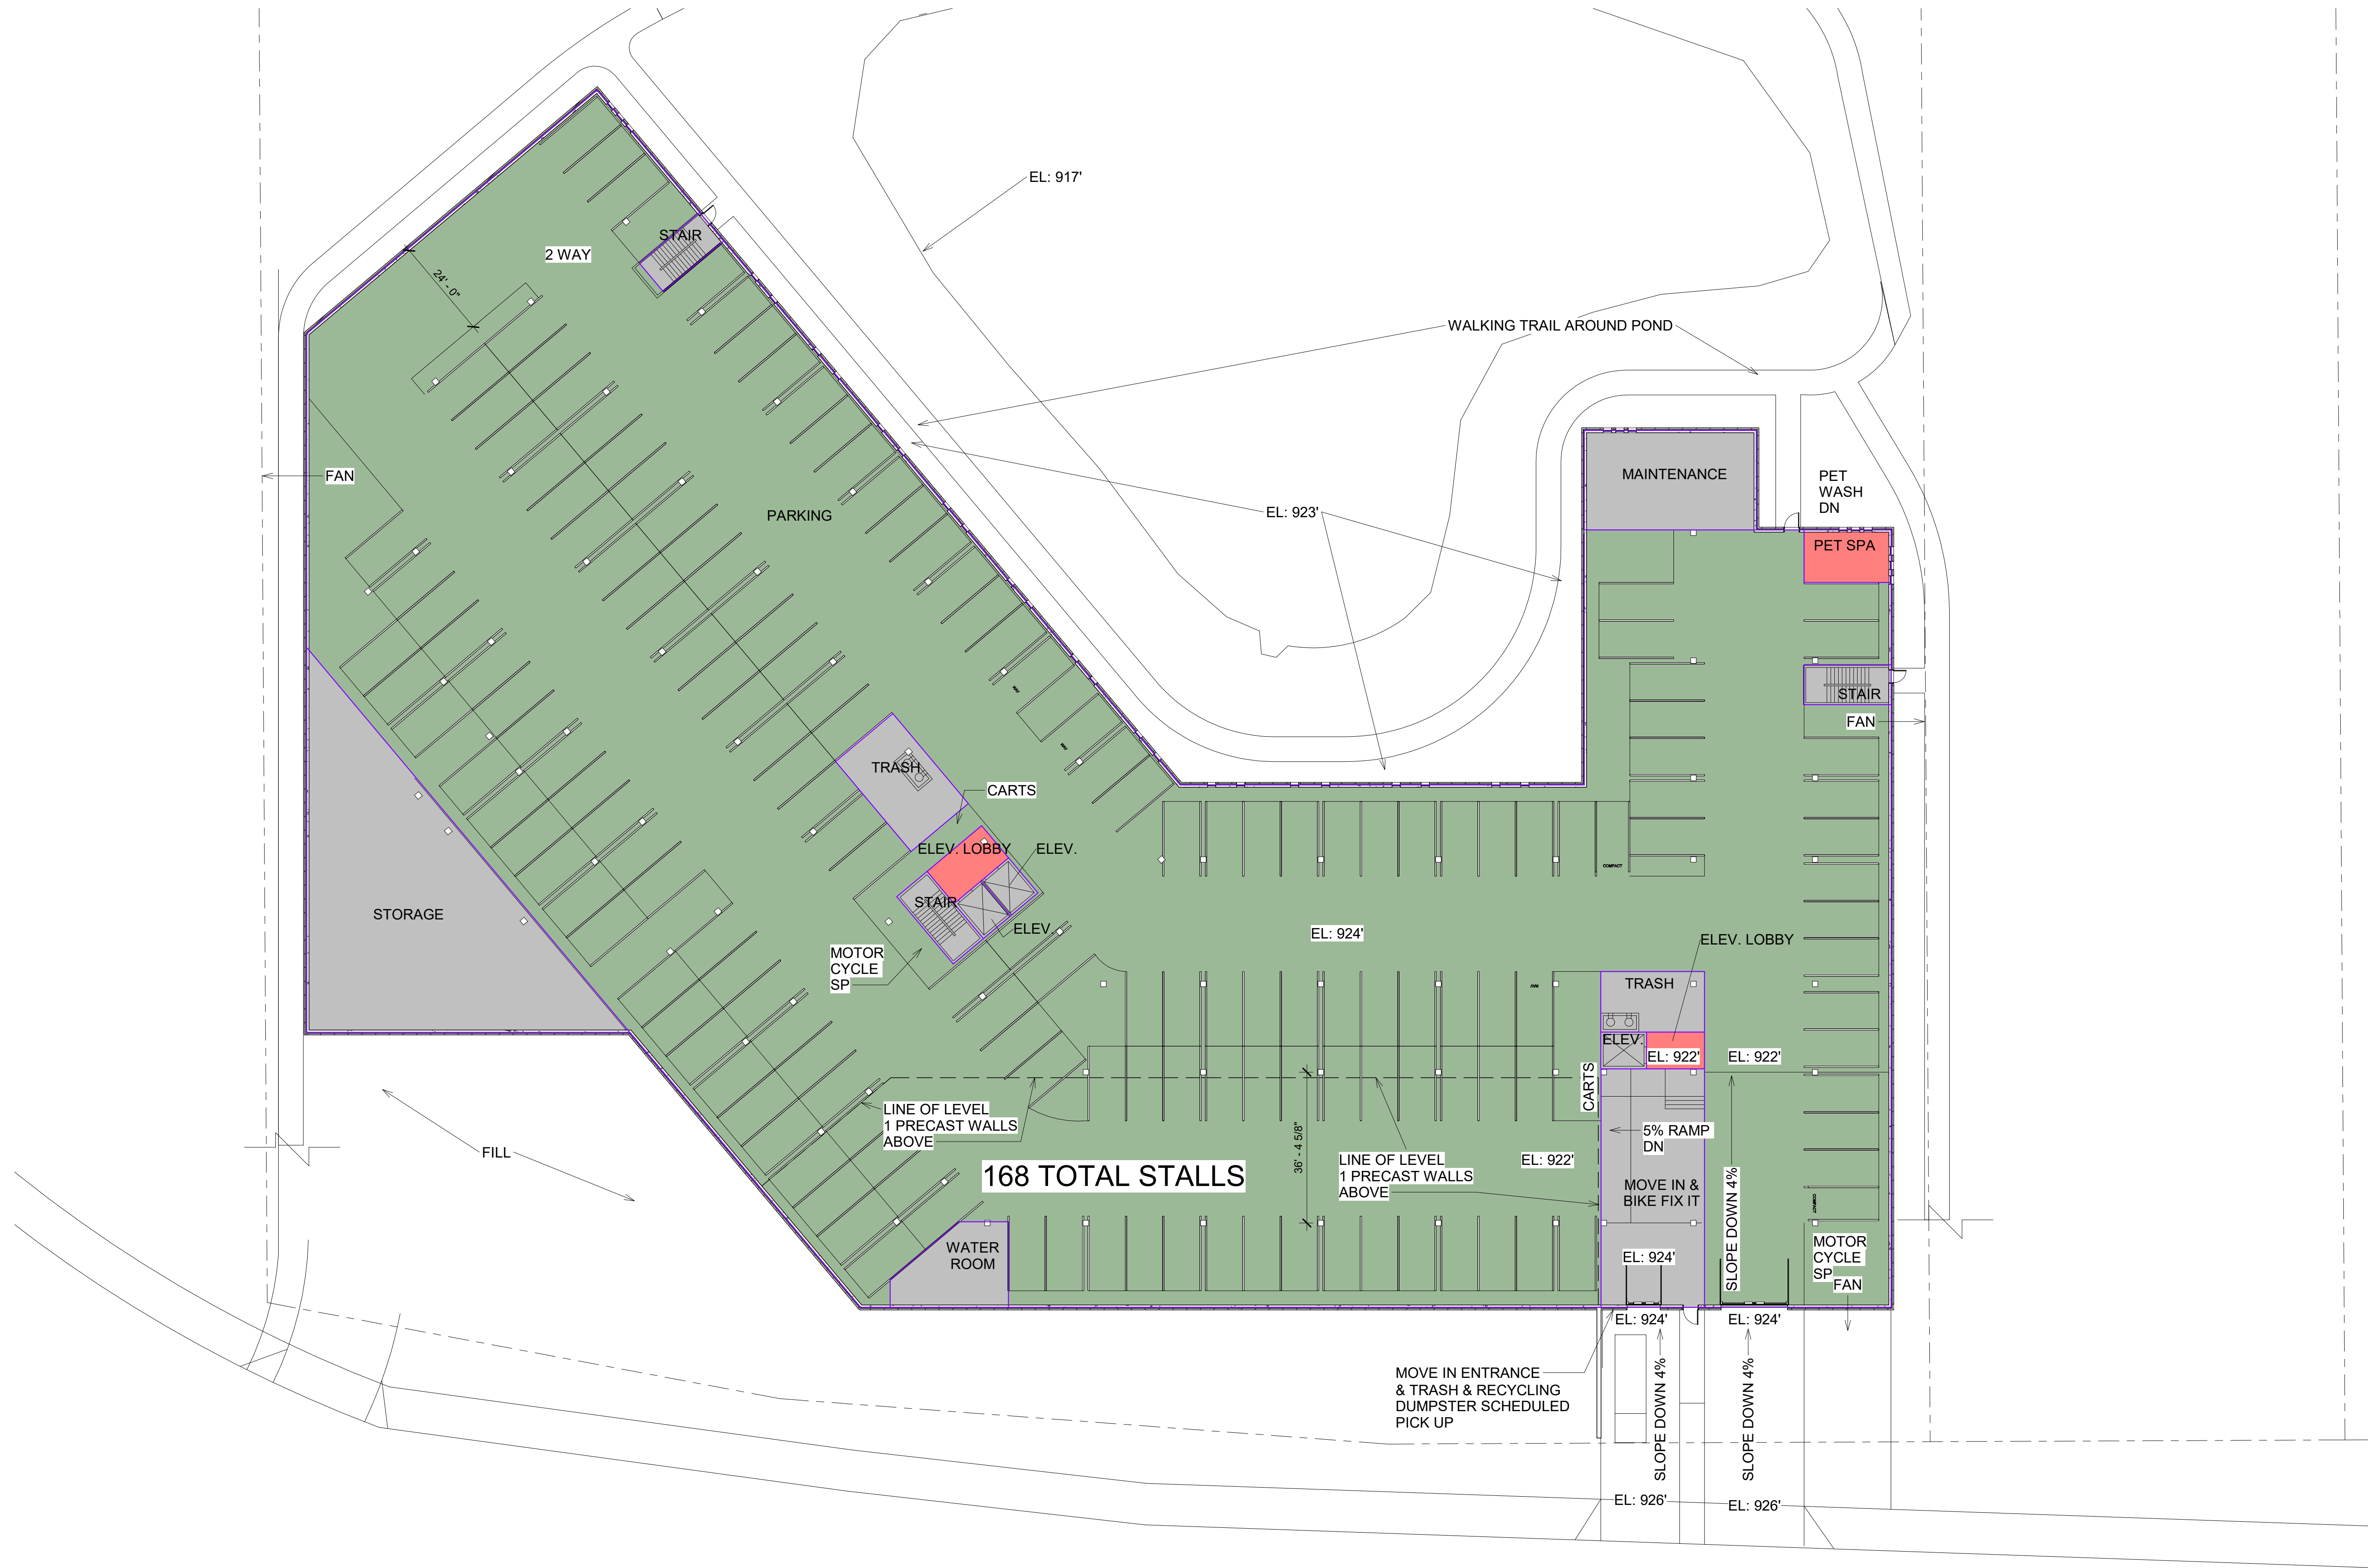 EL: 917'
STAIR
2 WAY
24' - 0"
WALKING TRAIL AROUND POND
FAN
MAINTENANCE
PET
WASH
DN
PARKING
EL: 923'
PET SPA
STAIR
FAN
TRASH
CARTS
ELEV. LOBBY
ELEV.
COMPACT
STORAGE
STAIR
ELEV.
EL: 924'
ELEV. LOBBY
MOTOR
CYCLE
SP
TRASH
ELEV.
EL: 922'
EL: 922'
CARTS
LINE OF LEVEL
1 PRECAST WALLS
ABOVE
FILL
36' - 4 5/8"
5% RAMP
DN
168 TOTAL STALLS
LINE OF LEVEL
1 PRECAST WALLS
ABOVE
EL: 922'
MOVE IN &
BIKE FIX IT
SLOPE DOWN 4%
COMPACT
WATER
ROOM
EL: 924'
MOTOR
CYCLE
SP
FAN
EL: 924'
EL: 924'
MOVE IN ENTRANCE
& TRASH & RECYCLING
DUMPSTER SCHEDULED
PICK UP
SLOPE DOWN 4%
SLOPE DOWN 4%
EL: 926'
EL: 926'